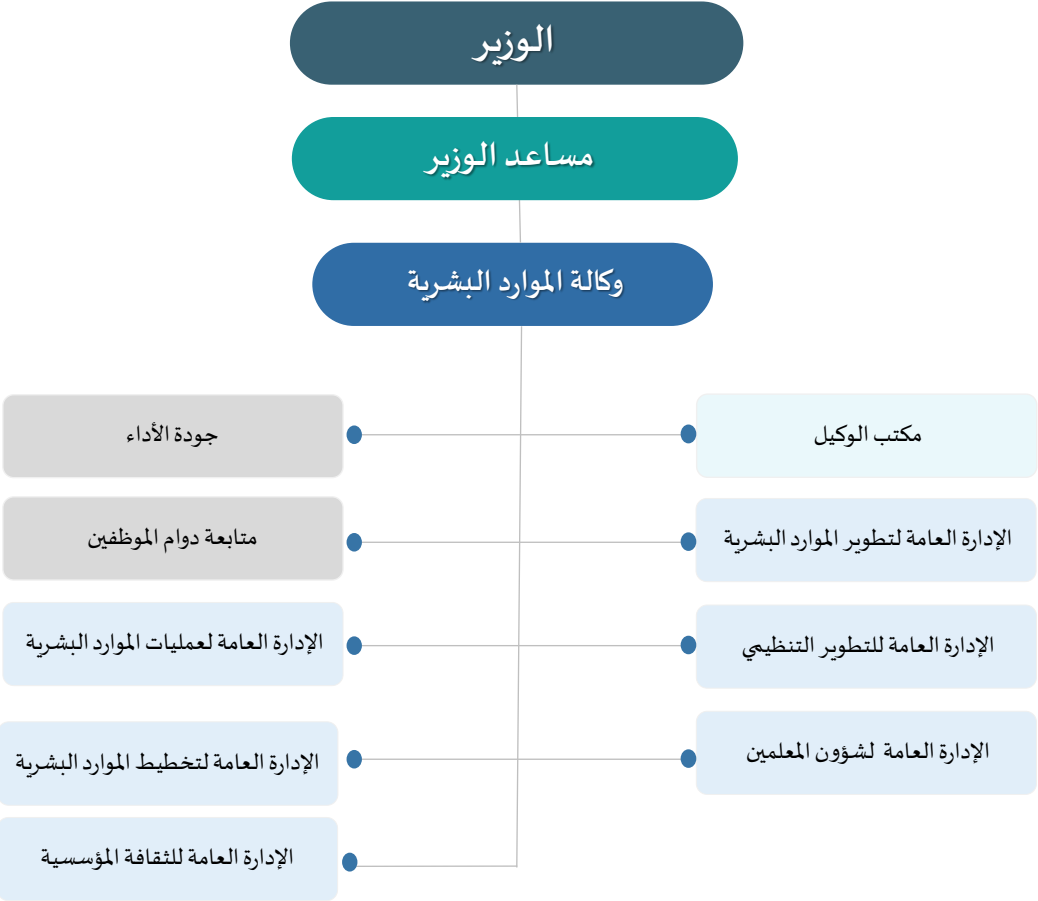 الوزير
مساعد الوزير
وكالة الموارد البشرية
مكتب الوكيل
جودة الأداء
الإدارة العامة لتطوير الموارد البشرية
متابعة دوام الموظفين
الإدارة العامة للتطوير التنظيمي
الإدارة العامة لعمليات الموارد البشرية
الإدارة العامة لشؤون المعلمين
الإدارة العامة لتخطيط الموارد البشرية
الإدارة العامة للثقافة المؤسسية